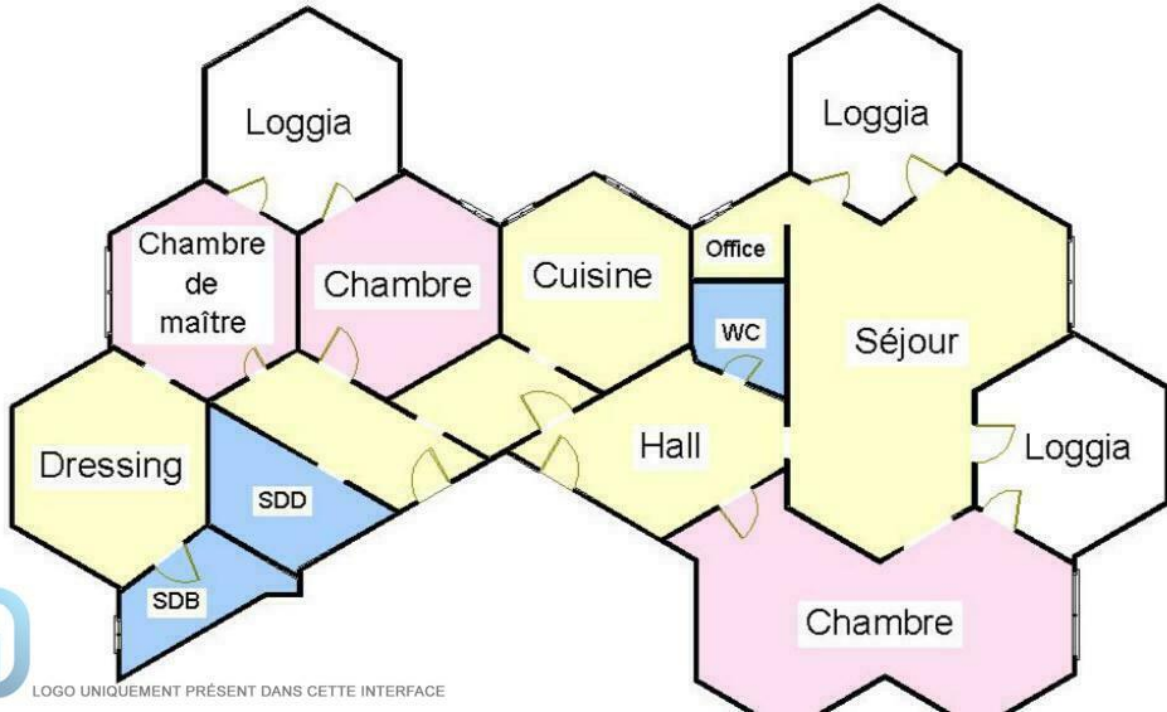 Loggia
Loggia
Chambre
de
maître
Chambre
Cuisine
Office
WC
Séjour
Dressing
SDD
Hall
Loggia
SDB
Chambre
LOGO UNIQUEMENT PRÉSENT DANS CETTE INTERFACE